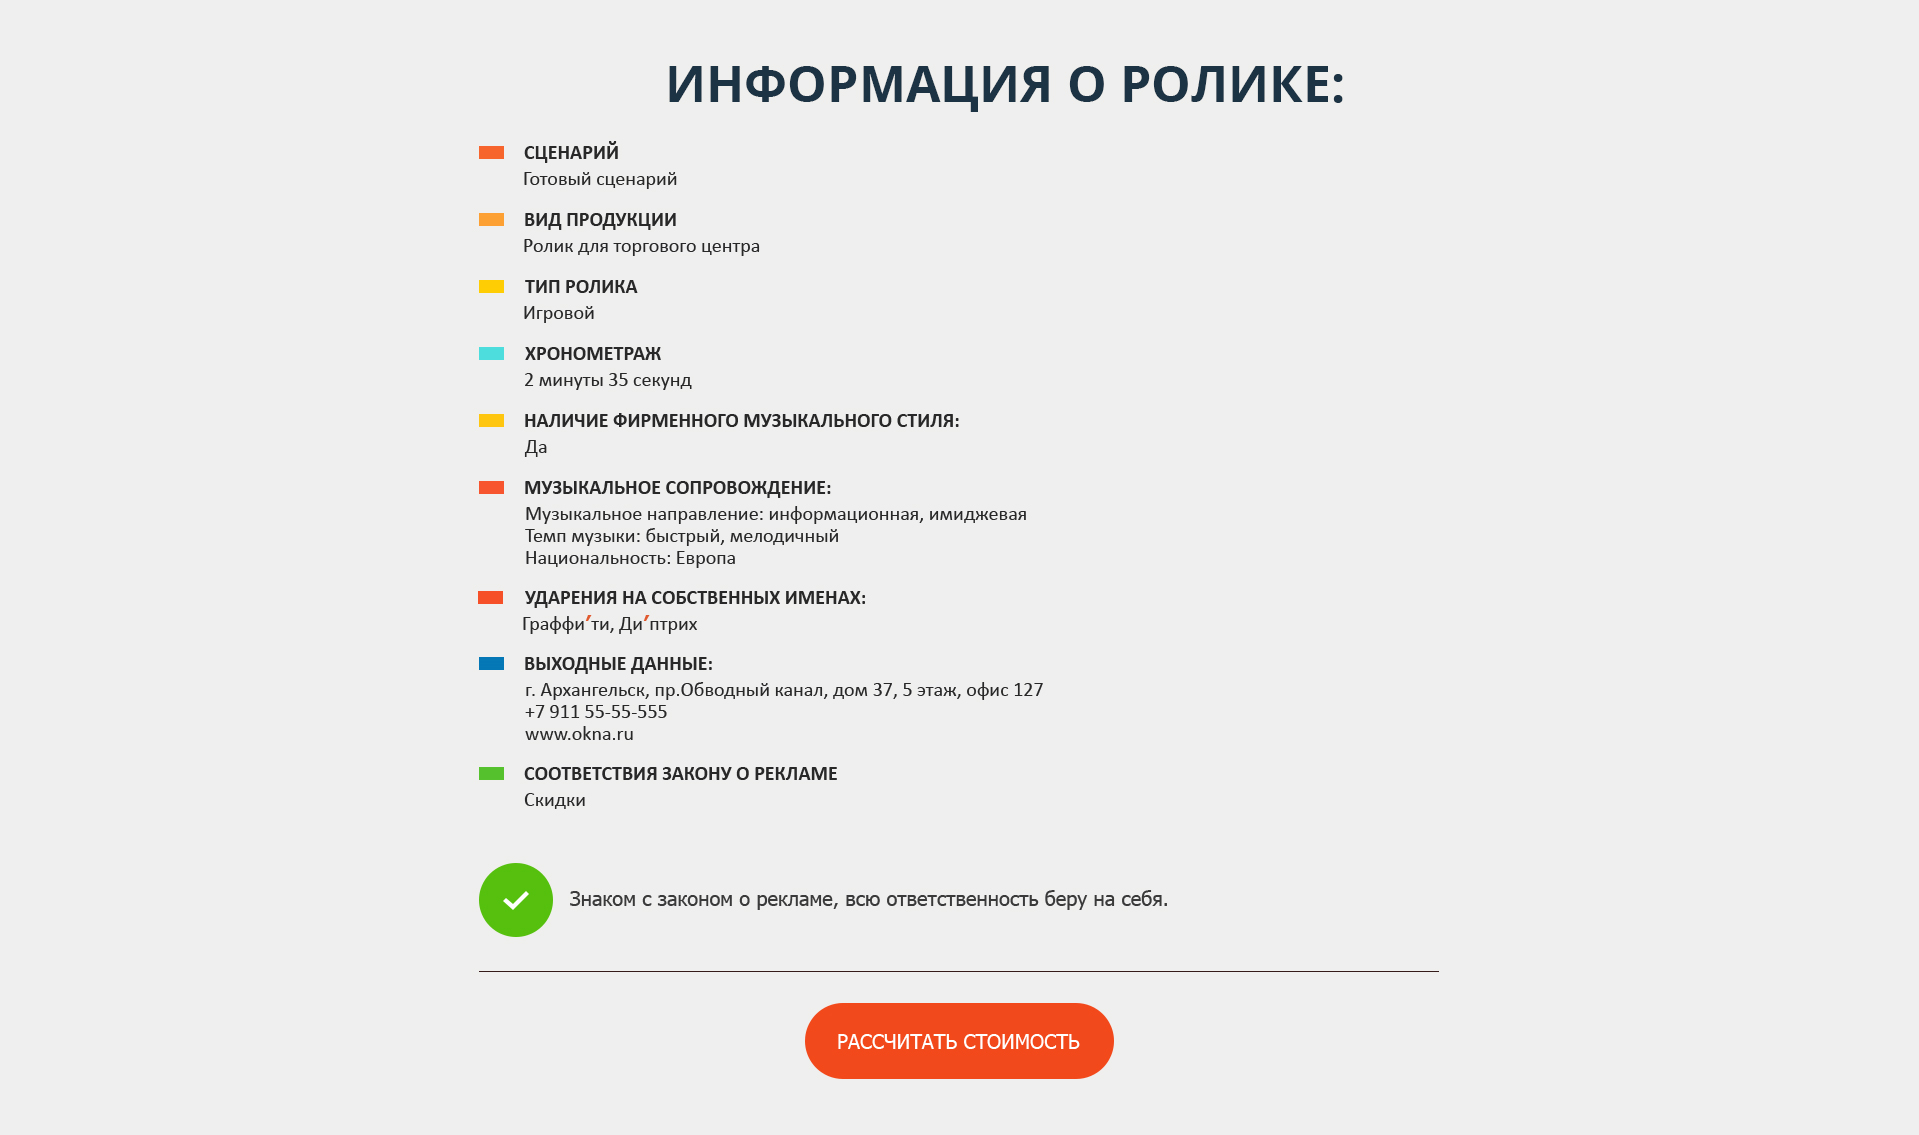 ИНФОРМАЦИЯ О РОЛИКЕ:
СЦЕНАРИЙ
Готовый сценарий
ВИД ПРОДУКЦИИ
Ролик для торгового центра
ТИП РОЛИКА
Игровой
ХРОНОМЕТРАЖ
2 минуты 35 секунд
НАЛИЧИЕ ФИРМЕННОГО МУЗЫКАЛЬНОГО СТИЛЯ:
Да
МУЗЫКАЛЬНОЕ СОПРОВОЖДЕНИЕ:
Музыкальное направление: информационная, имиджевая
Темп музыки: быстрый, мелодичный
Национальность: Европа
УДАРЕНИЯ НА СОБСТВЕННЫХ ИМЕНАХ:
Граффи′ти, Ди′птрих
ВЫХОДНЫЕ ДАННЫЕ:
г. Архангельск, пр.Обводный канал, дом 37, 5 этаж, офис 127
+7 911 55-55-555
www.okna.ru
СООТВЕТСТВИЯ ЗАКОНУ О РЕКЛАМЕ
Скидки
Знаком с законом о рекламе, всю ответственность беру на себя.
РАССЧИТАТЬ СТОИМОСТЬ